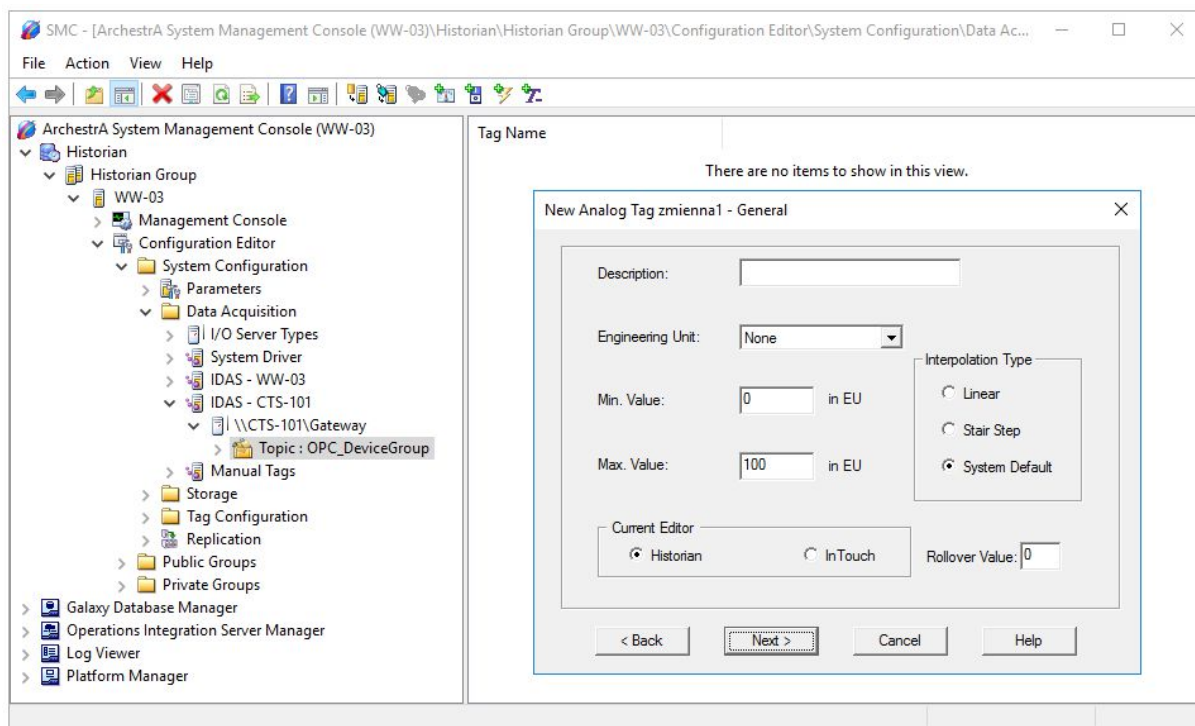 SMC - [ArchestrA System Management Console (WW-03)\Historian\Historian Group\WW-03\Configuration Editor\System Configuration\Data Ac...
File Action View Help
ArchestrA System Management Console (WW-03)
Historian
Historian Group
WW-03
Management Console
Configuration Editor
System Configuration
Parameters
Data Acquisition
I/O Server Types
System Driver
IDAS - WW-03
IDAS - CTS-101
\\CTS-101\Gateway
Topic : OPC_DeviceGroup
Manual Tags
Storage
Tag Configuration
Replication
Public Groups
Private Groups
Galaxy Database Manager
Operations Integration Server Manager
Log Viewer
Platform Manager
Tag Name
There are no items to show in this view.
New Analog Tag zmienna1 - General
Description:
Engineering Unit: None
Interpolation Type
Linear
Min. Value: 0 in EU
Stair Step
Max. Value: 100 in EU
System Default
Current Editor
Historian InTouch
Rollover Value: 0
< Back Next > Cancel Help